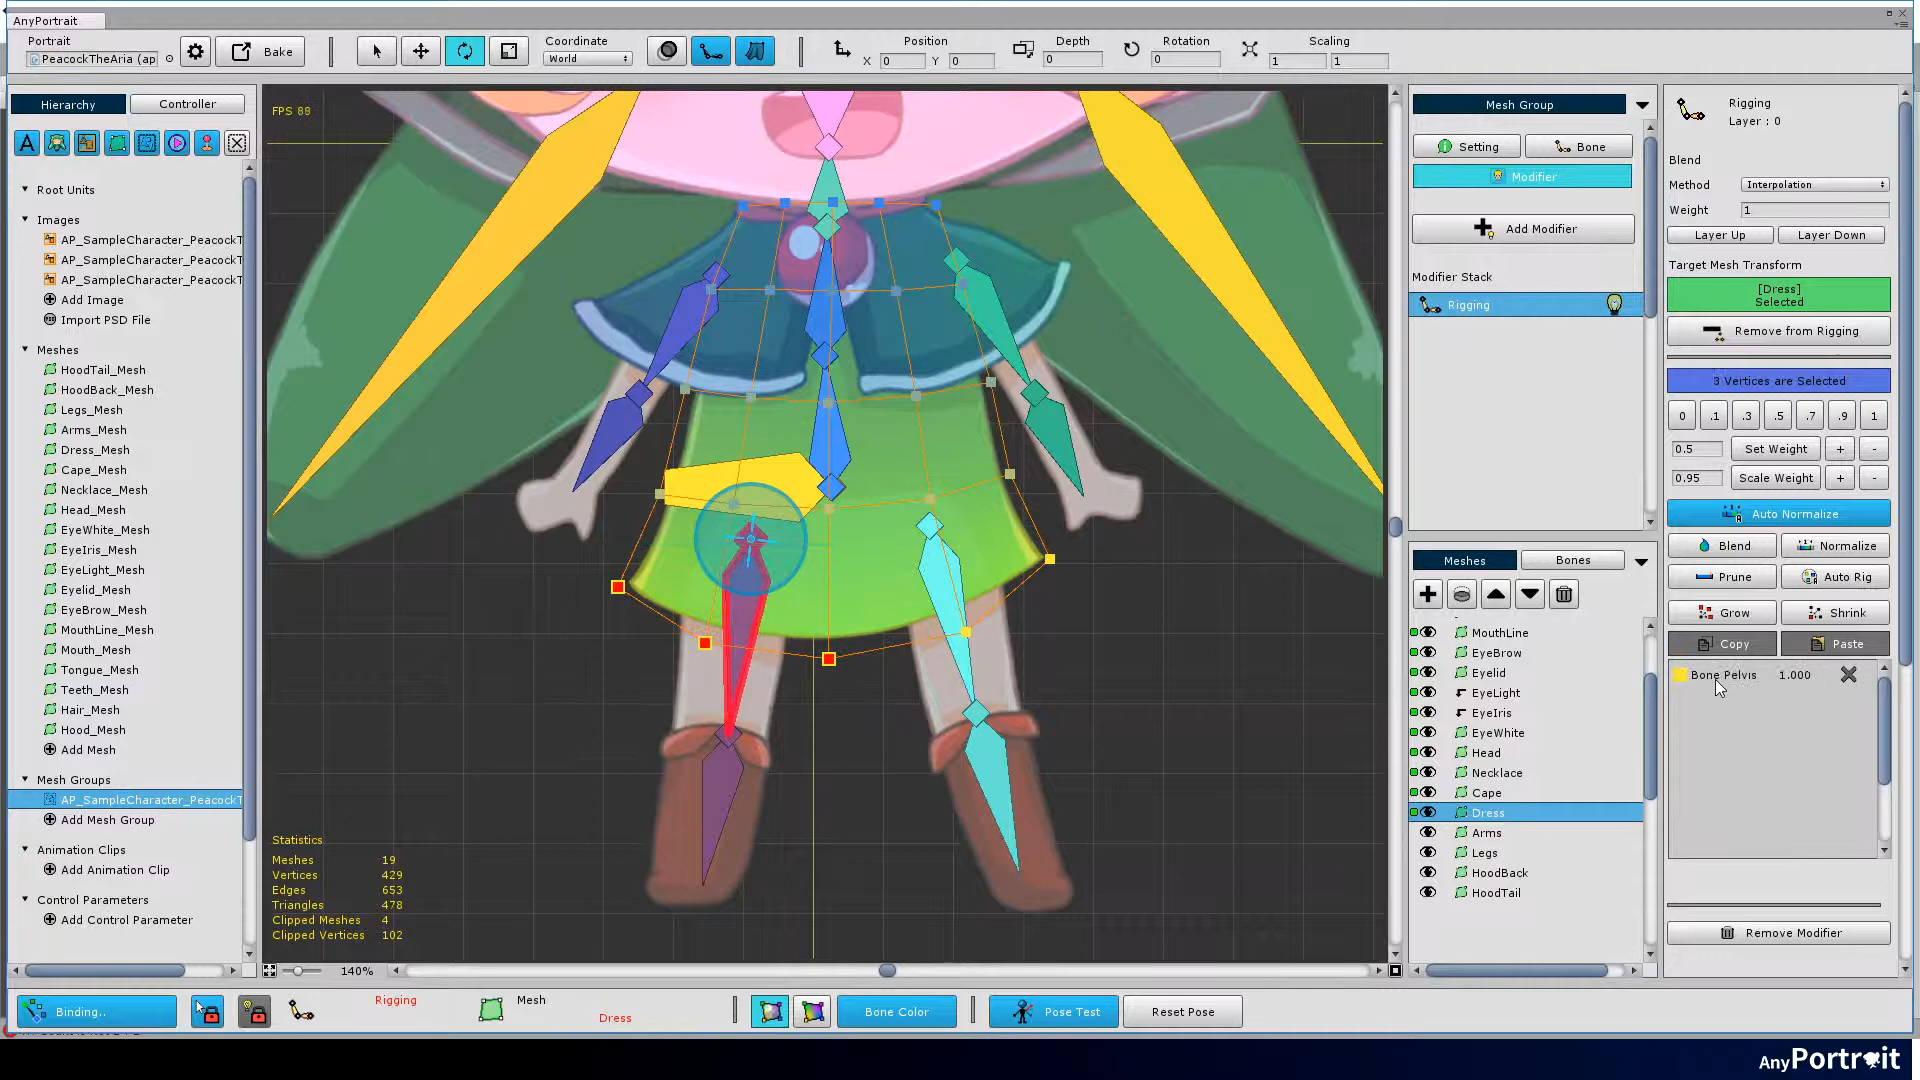 AnyPortrait
Portrait
PeacockTheAria (ap
Bake
Coordinate
World
Position
X 0 Y 0
Depth
0
Rotation
0
Scaling
1 1
Hierarchy
Controller
Root Units
Images
AP_SampleCharacter_PeacockT
AP_SampleCharacter_PeacockT
AP_SampleCharacter_PeacockT
Add Image
Import PSD File
Meshes
HoodTail_Mesh
HoodBack_Mesh
Legs_Mesh
Arms_Mesh
Dress_Mesh
Cape_Mesh
Necklace_Mesh
Head_Mesh
EyeWhite_Mesh
EyeIris_Mesh
EyeLight_Mesh
Eyelid_Mesh
EyeBrow_Mesh
MouthLine_Mesh
Mouth_Mesh
Tongue_Mesh
Teeth_Mesh
Hair_Mesh
Hood_Mesh
Add Mesh
Mesh Groups
AP_SampleCharacter_PeacockT
Add Mesh Group
Animation Clips
Add Animation Clip
Control Parameters
Add Control Parameter
FPS 88
Statistics
Meshes 19
Vertices 429
Edges 653
Triangles 478
Clipped Meshes 4
Clipped Vertices 102
140%
Mesh Group
Setting
Bone
Modifier
Add Modifier
Modifier Stack
Rigging
Meshes
Bones
MouthLine
EyeBrow
Eyelid
EyeLight
EyeIris
EyeWhite
Head
Necklace
Cape
Dress
Arms
Legs
HoodBack
HoodTail
Rigging
Layer : 0
Blend
Method Interpolation
Weight 1
Layer Up
Layer Down
Target Mesh Transform
[Dress]
Selected
Remove from Rigging
3 Vertices are Selected
0 .1 .3 .5 .7 .9 1
0.5 Set Weight + -
0.95 Scale Weight + -
Auto Normalize
Blend
Normalize
Prune
Auto Rig
Grow
Shrink
Copy
Paste
Bone Pelvis 1.000
Remove Modifier
Binding..
Rigging
Mesh
Dress
Bone Color
Pose Test
Reset Pose
AnyPortrait